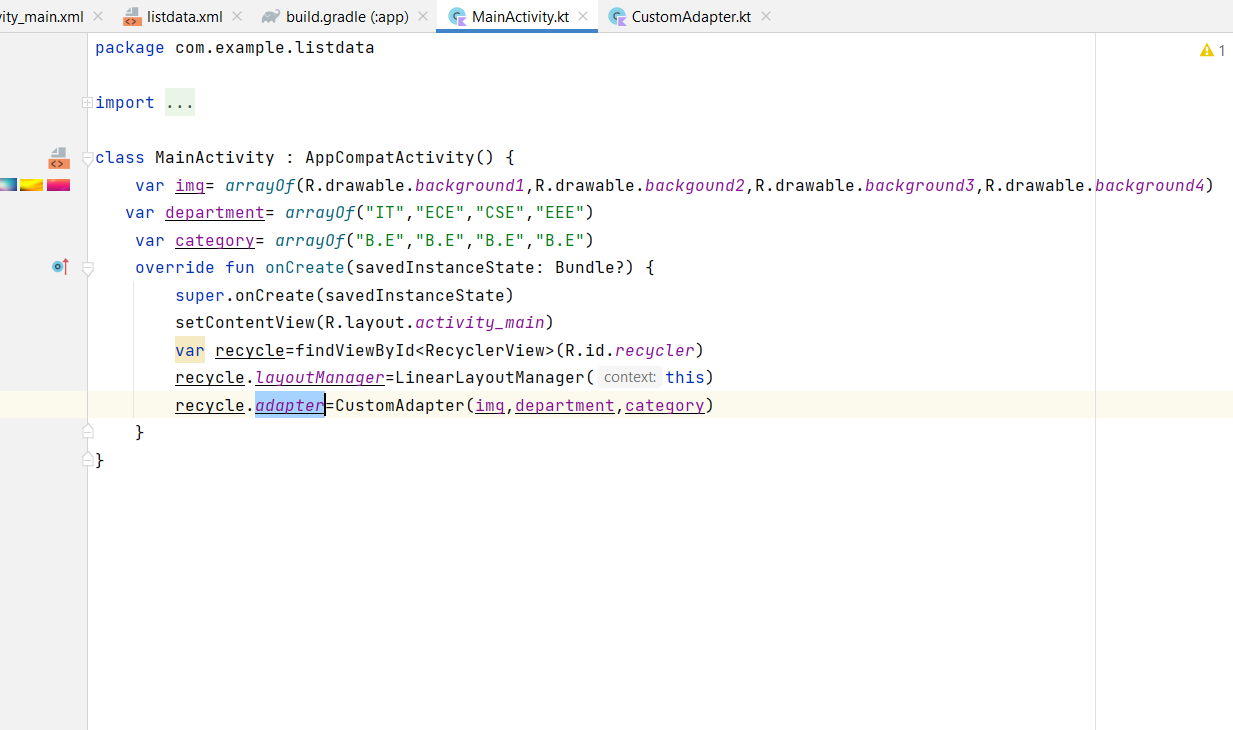 ity_main.xml listdata.xml build.gradle (:app) MainActivity.kt CustomAdapter.kt
package com.example.listdata
1
import ...
class MainActivity : AppCompatActivity() {
var img= arrayOf(R.drawable.background1,R.drawable.backgound2,R.drawable.background3,R.drawable.background4)
var department= arrayOf("IT","ECE","CSE","EEE")
var category= arrayOf("B.E","B.E","B.E","B.E")
override fun onCreate(savedInstanceState: Bundle?) {
super.onCreate(savedInstanceState)
setContentView(R.layout.activity_main)
var recycle=findViewById<RecyclerView>(R.id.recycler)
recycle.layoutManager=LinearLayoutManager( context: this)
recycle.adapter=CustomAdapter(img,department,category)
}
}